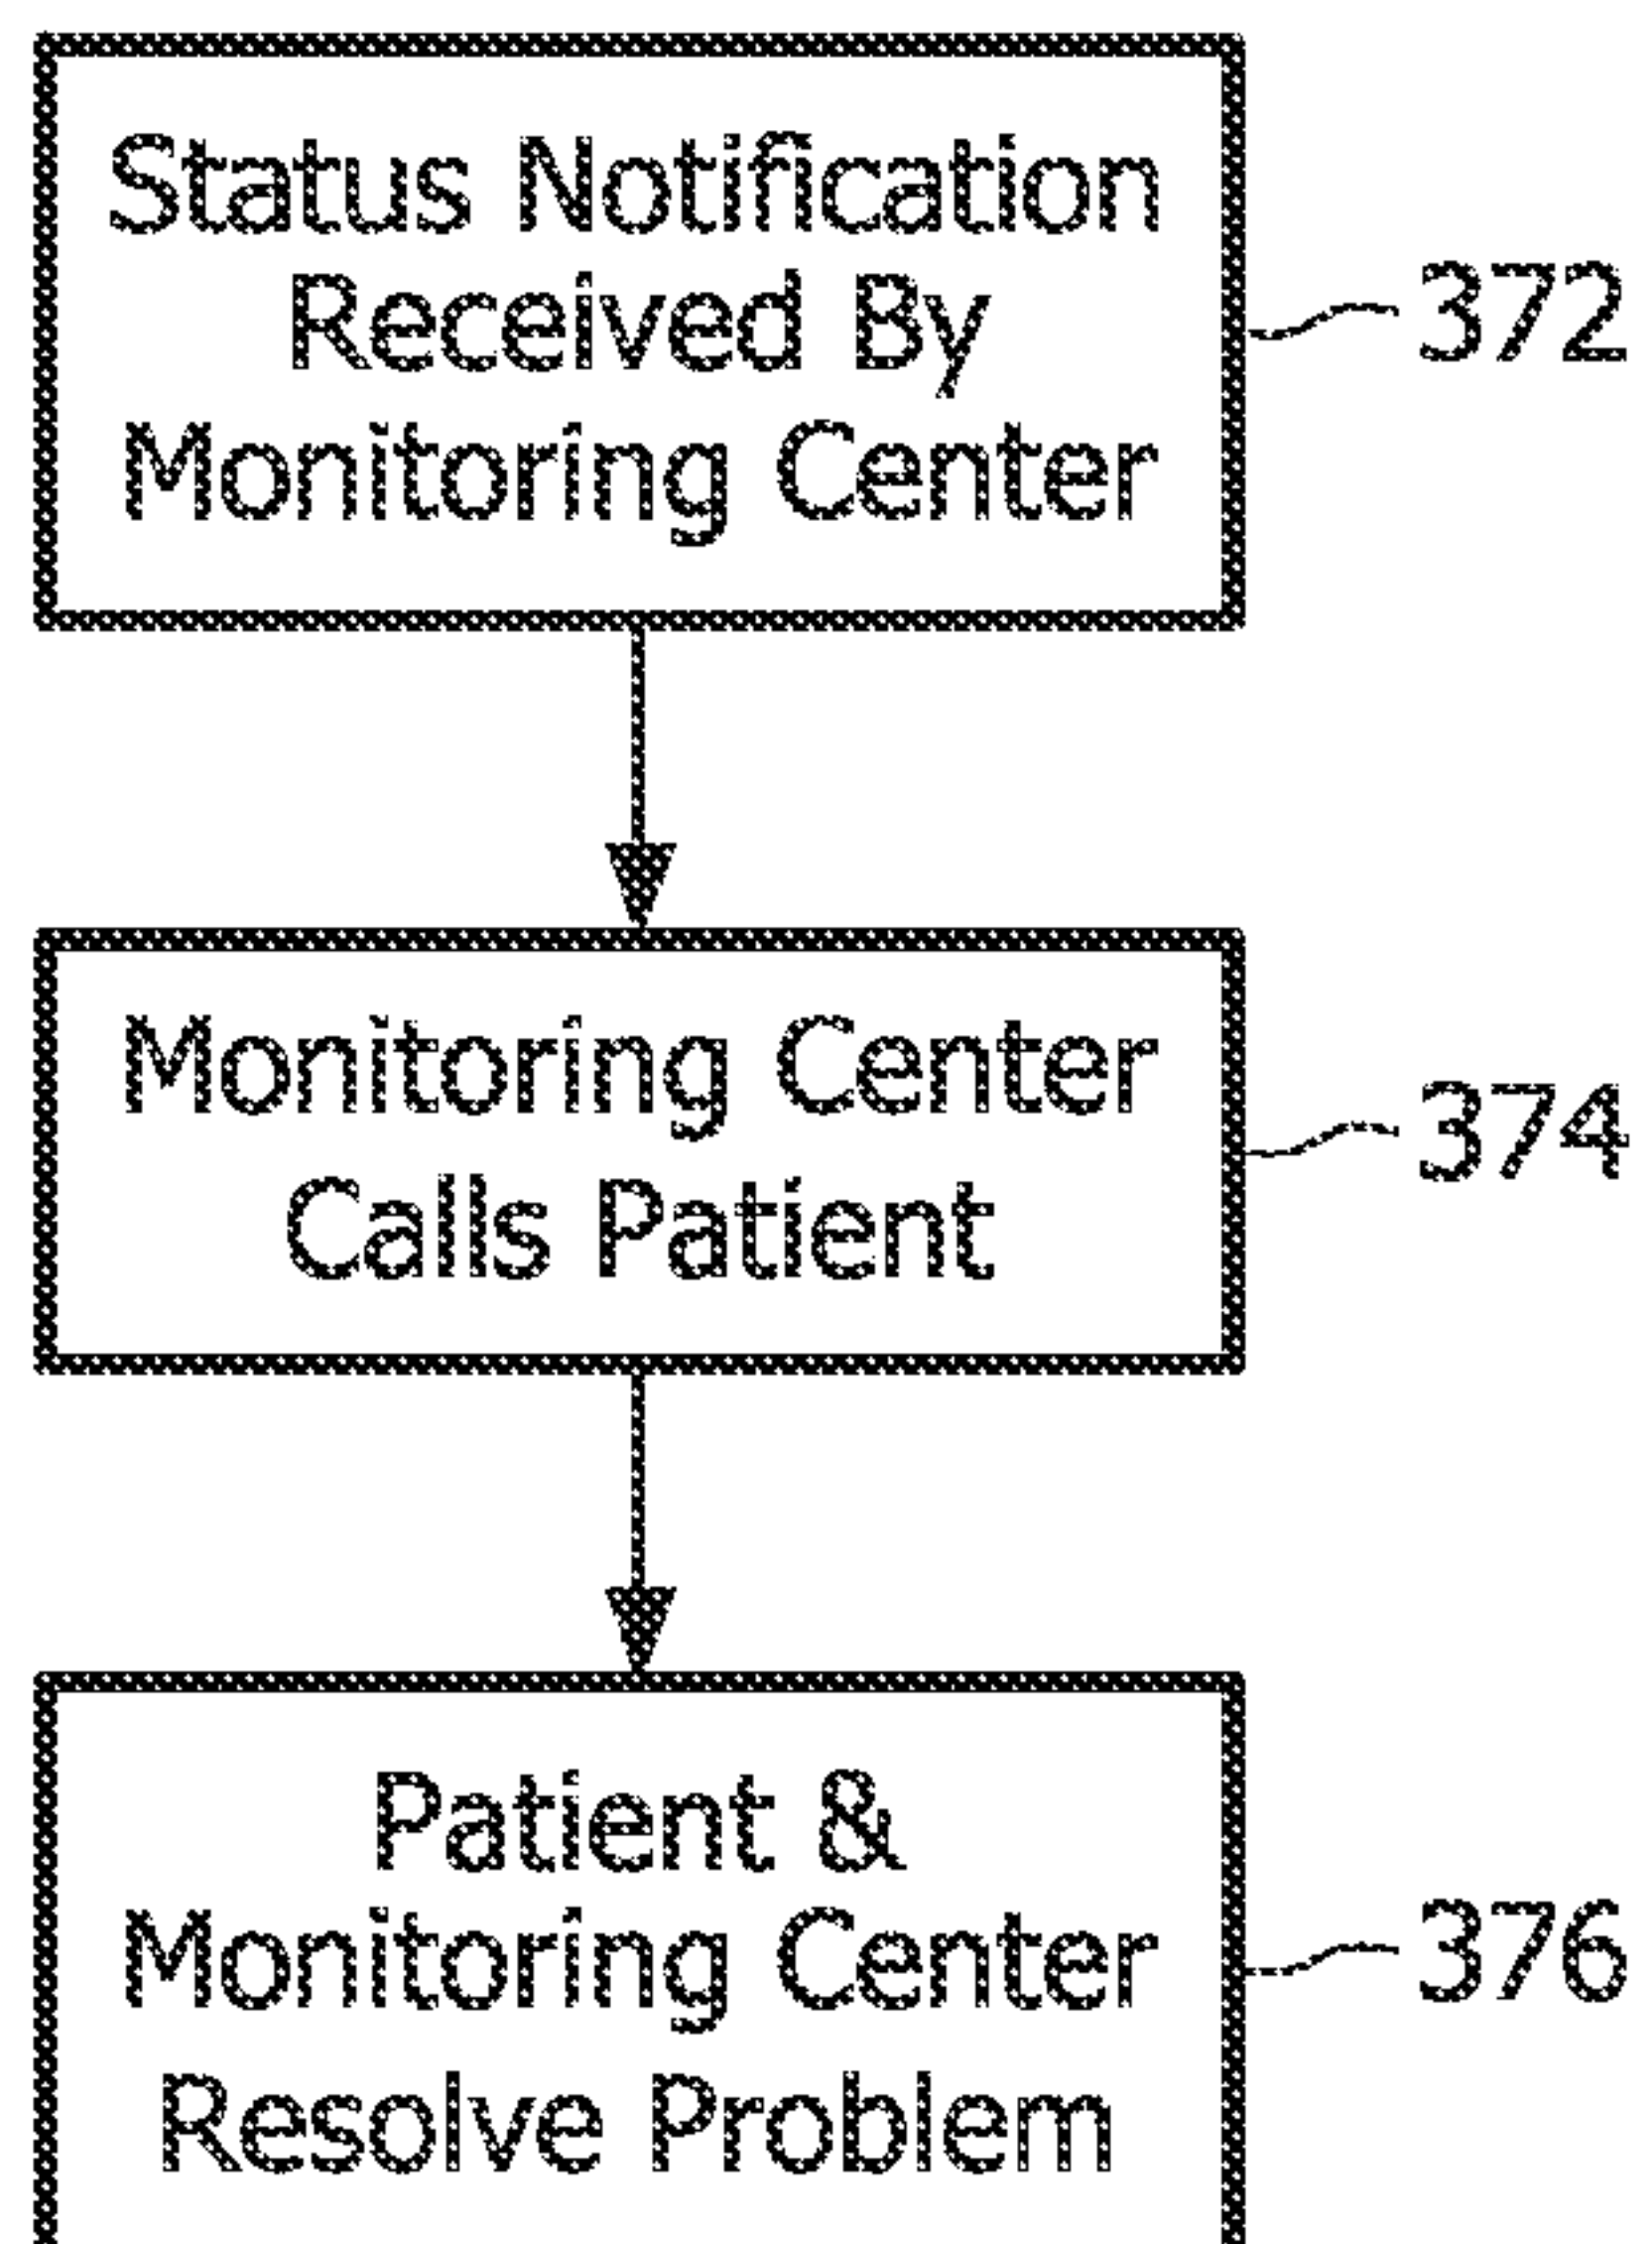 Status Notification
Received By
Monitoring Center
372
Monitoring Center
Calls Patient
374
Patient &
Monitoring Center
Resolve Problem
376